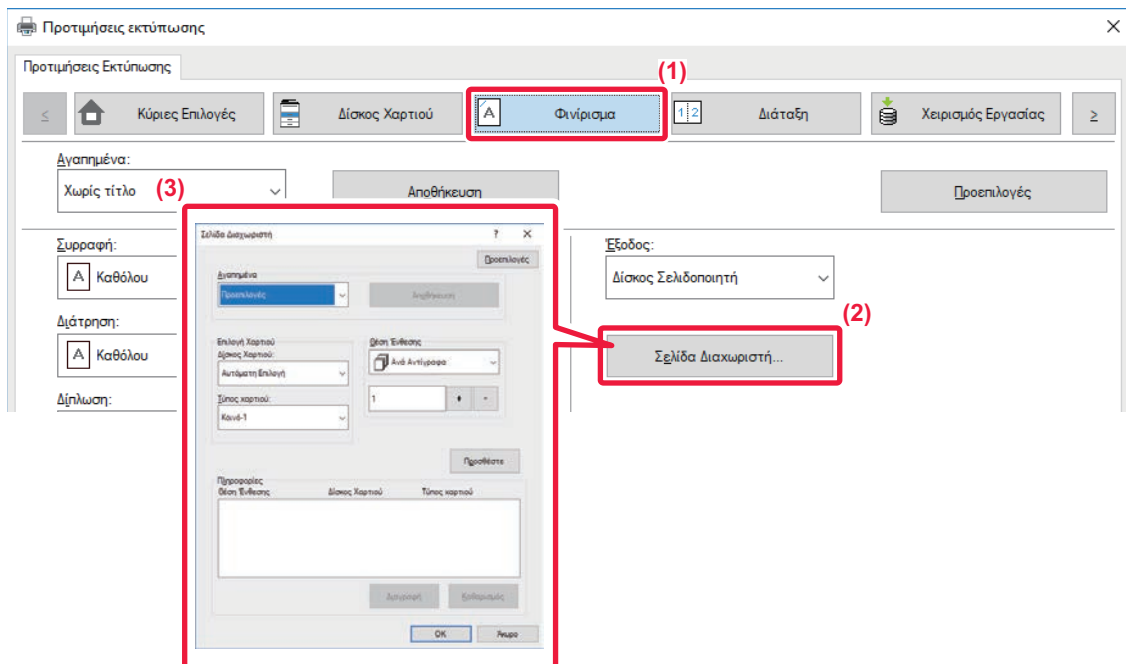 Προτιμήσεις εκτύπωσης
Προτιμήσεις Εκτύπωσης
(1)
< Κύριες Επιλογές Δίσκος Χαρτιού A Φινίρισμα 1 2 Διάταξη Χειρισμός Εργασίας >
Αγαπημένα:
Χωρίς τίτλο (3) Αποθήκευση Προεπιλογές
Συρραφή:
A Καθόλου
Διάτρηση:
A Καθόλου
Δίπλωση:
Σελίδα Διαχωριστή ? ×
Προεπιλογές
Αγαπημένα
Προεπιλογές Αποθήκευση
Επιλογή Χαρτιού
Δίσκος Χαρτιού:
Αυτόματη Επιλογή
Τύπος χαρτιού:
Κοινό-1
Θέση Ένθεσης
Ανά Αντίγραφο
1 + -
Προσθέστε
Πληροφορίες
Θέση Ένθεσης Δίσκος Χαρτιού Τύπος χαρτιού
Διαγραφή Καθαρισμός
OK Άκυρο
Έξοδος:
Δίσκος Σελιδοποιητή
(2)
Σελίδα Διαχωριστή...